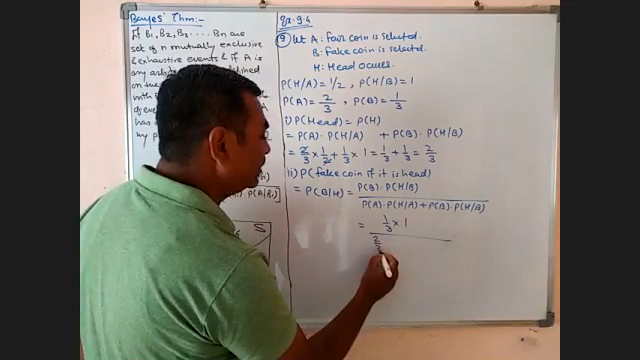 Bayes' Thm:-
If B1, B2, B3 .... Bn are
set of n mutually exclusive
& exhaustive events & if A is
any
on the
with
has
P(A/B1)
Ex. 9.4
9 Let A: Fair coin is selected.
B: Fake coin is selected.
H: Head occurs.
P(H/A) = 1/2 , P(H/B) = 1
P(A) = 2/3 , P(B) = 1/3
i) P(Head) = P(H)
= P(A) · P(H/A) + P(B) · P(H/B)
= 2/3 × 1/2 + 1/3 × 1 = 1/3 + 1/3 = 2/3
ii) P(fake coin if it is head)
= P(B/H) = P(B) · P(H/B)
P(A) · P(H/A) + P(B) · P(H/B)
= 1/3 × 1